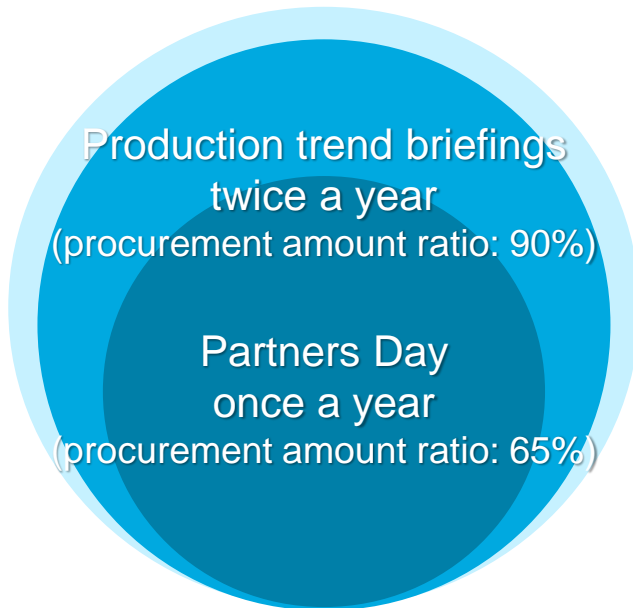 Production trend briefings
twice a year
(procurement amount ratio: 90%)
Partners Day
once a year
(procurement amount ratio: 65%)